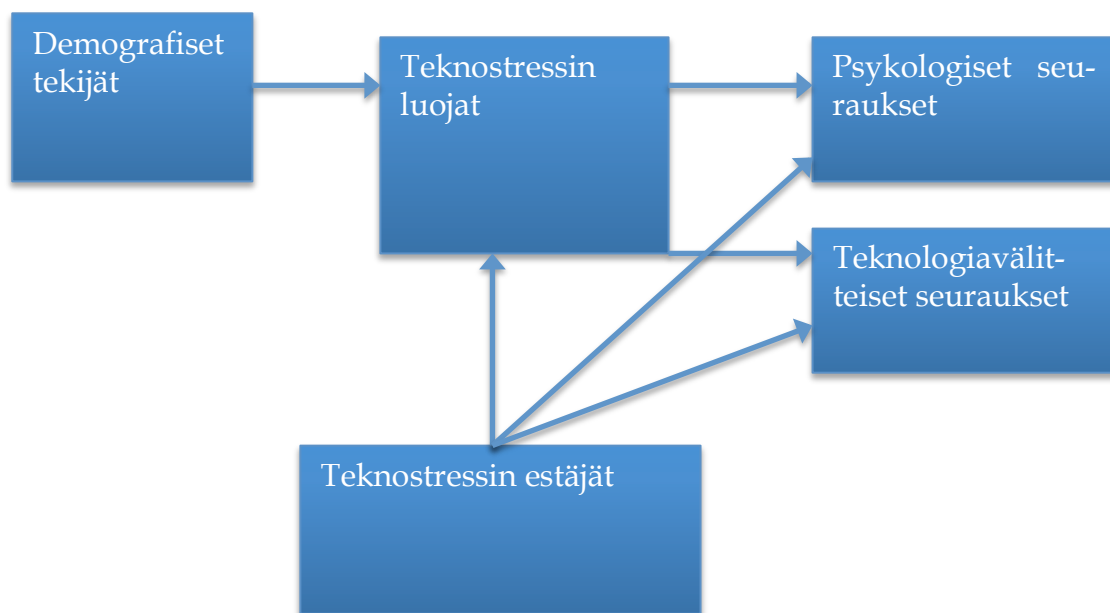 Demografiset
tekijät
Teknostressin
luojat
Psykologiset seu-
raukset
Teknologiavälit-
teiset seuraukset
Teknostressin estäjät